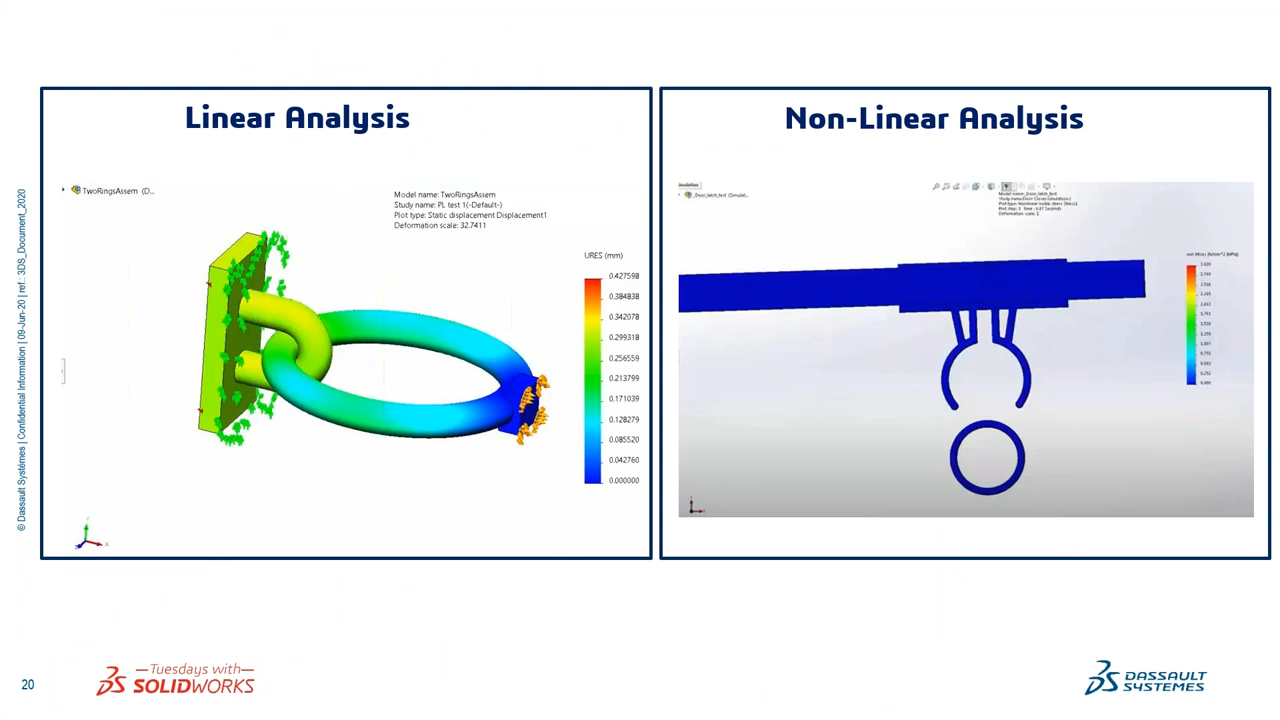 Linear Analysis
TwoRingsAssem (D...
Model name: TwoRingsAssem
Study name: PL test 1(-Default-)
Plot type: Static displacement Displacement1
Deformation scale: 32.7411
URES (mm)
0.427598
0.384838
0.342078
0.299318
0.256559
0.213799
0.171039
0.128279
0.085520
0.042760
0.000000
Non-Linear Analysis
© Dassault Systèmes | Confidential Information | 09-Jun-20 | ref.: 3DS_Document_2020
20
Tuesdays with
SOLIDWORKS
DASSAULT
SYSTEMES